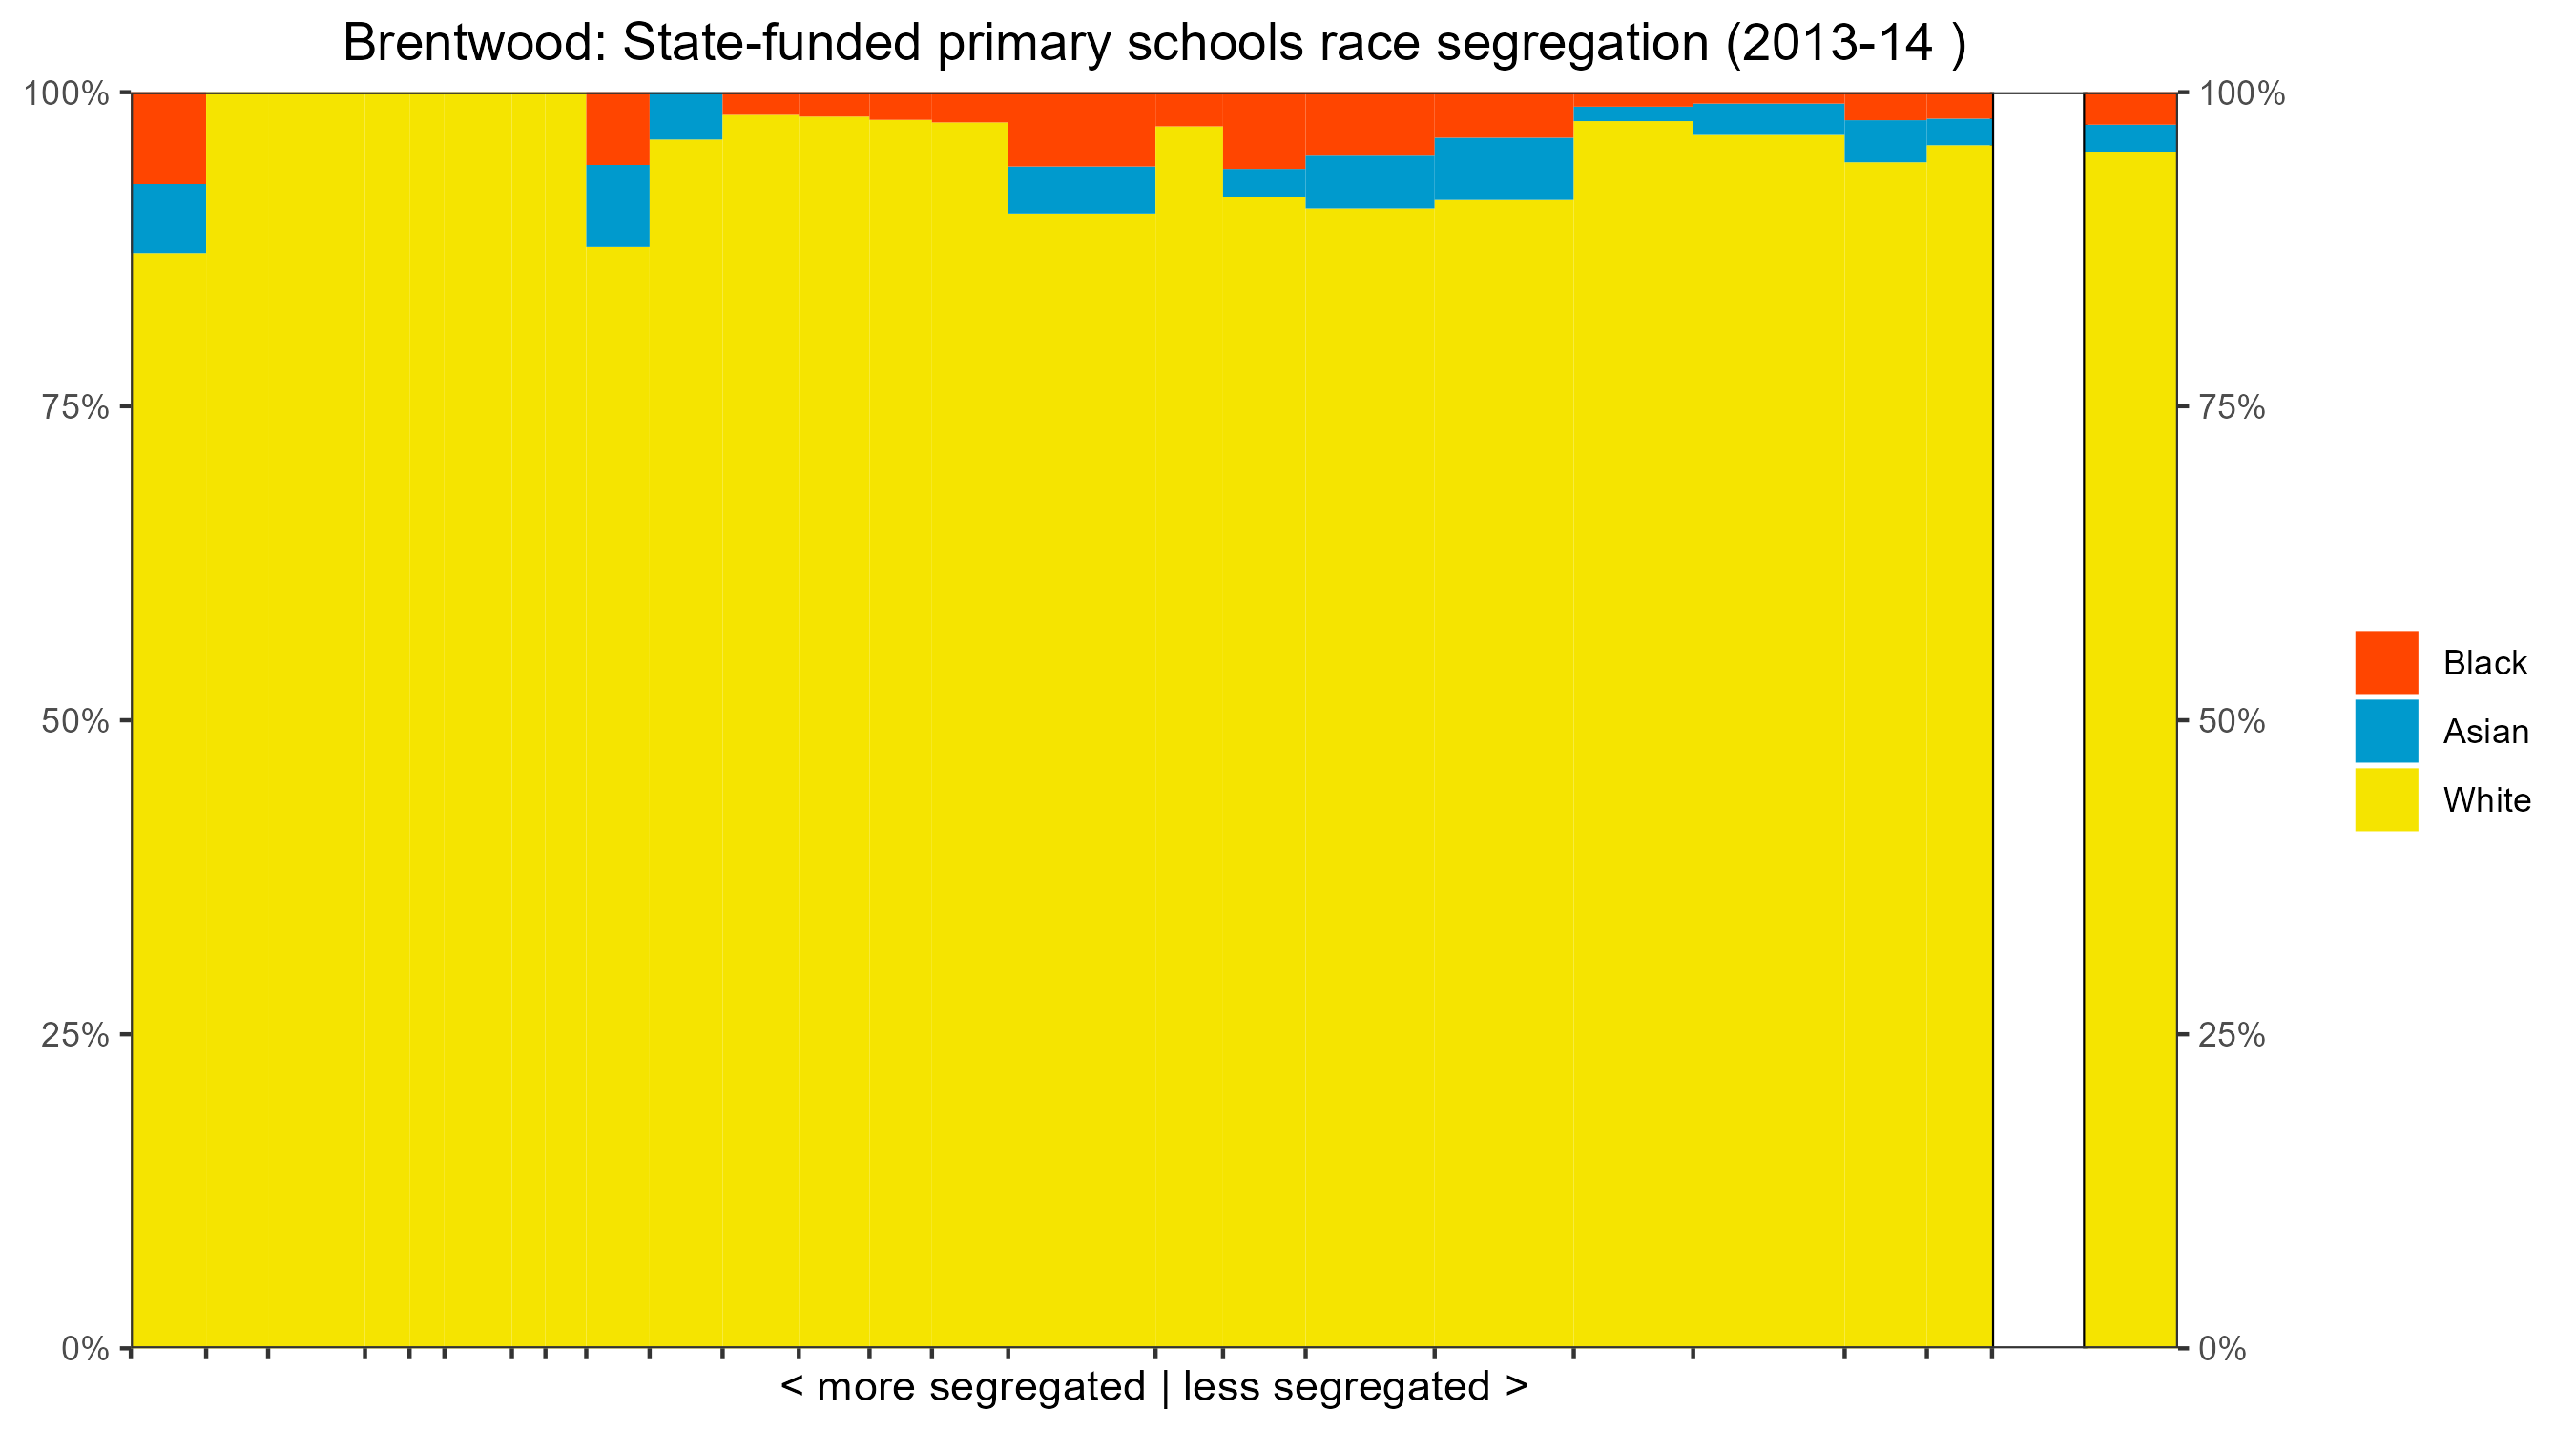 Brentwood: State-funded primary schools race segregation (2013-14 )
100%
75%
50%
25%
0%
100%
75%
50%
25%
0%
Black
Asian
White
< more segregated | less segregated >